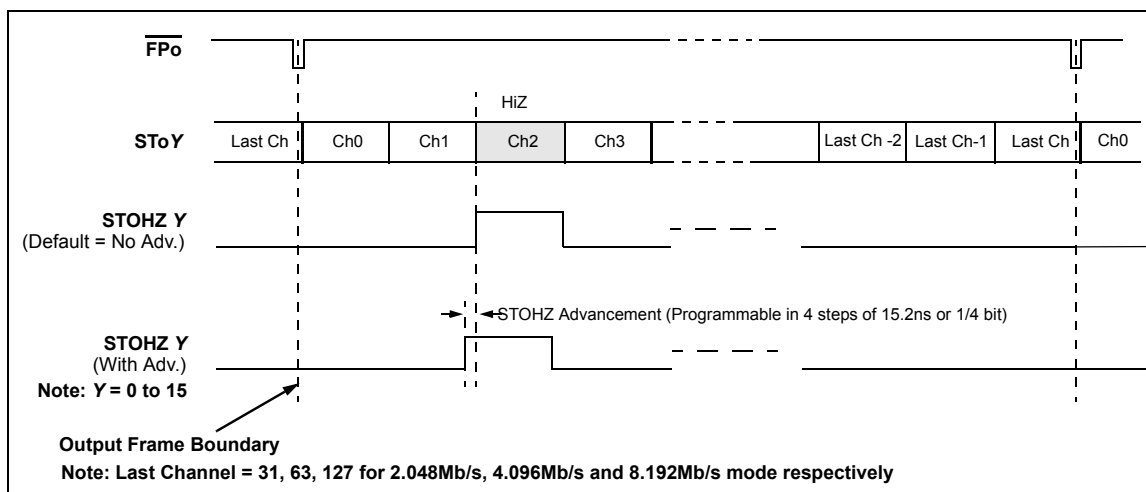 FPo
HiZ
SToY Last Ch Ch0 Ch1 Ch2 Ch3 Last Ch -2 Last Ch-1 Last Ch Ch0
STOHZ Y
(Default = No Adv.)
STOHZ Advancement (Programmable in 4 steps of 15.2ns or 1/4 bit)
STOHZ Y
(With Adv.)
Note: Y = 0 to 15
Output Frame Boundary
Note: Last Channel = 31, 63, 127 for 2.048Mb/s, 4.096Mb/s and 8.192Mb/s mode respectively